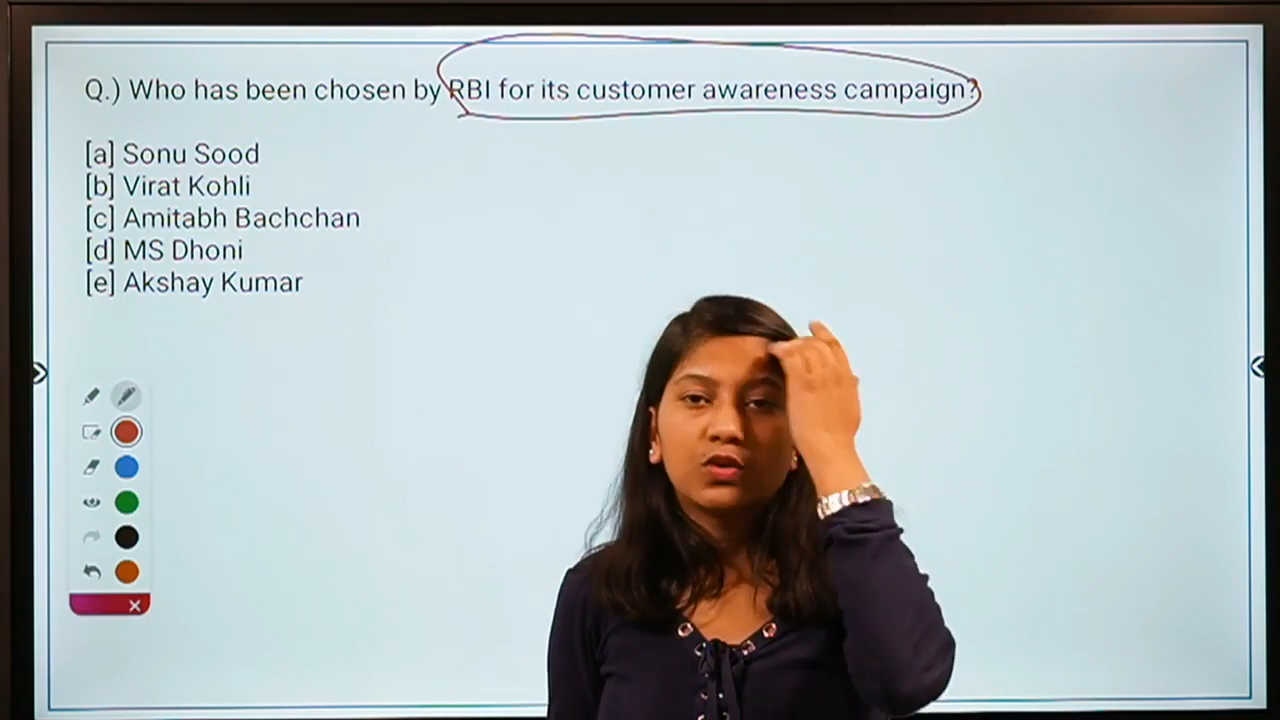 Q.) Who has been chosen by RBI for its customer awareness campaign?
[a] Sonu Sood
[b] Virat Kohli
[c] Amitabh Bachchan
[d] MS Dhoni
[e] Akshay Kumar